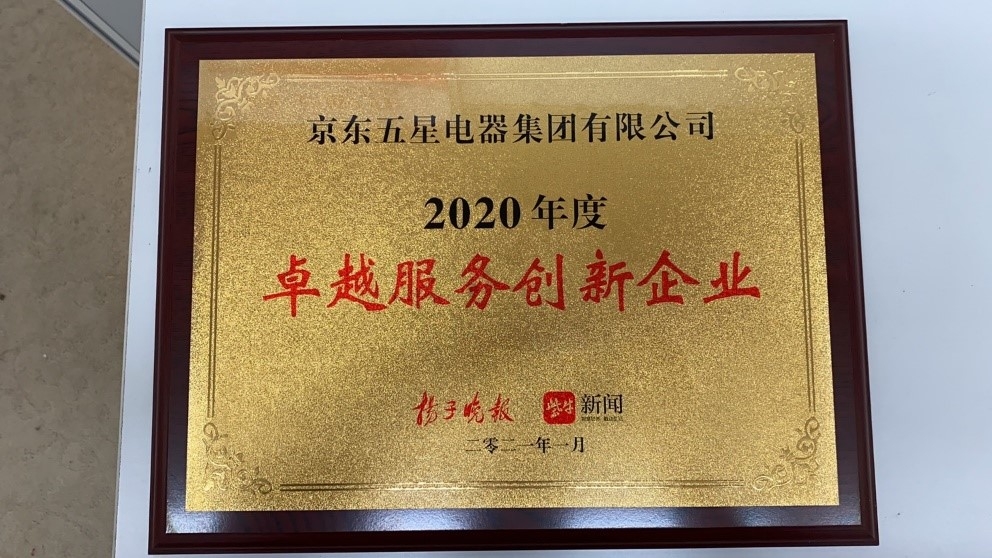 京东五星电器集团有限公司
2020年度
卓越服务创新企业
扬子晚报 紫牛 新闻
二零二一年一月